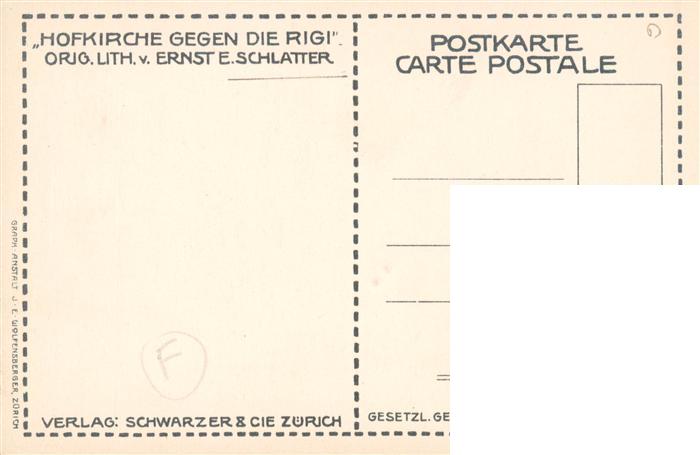 „HOFKIRCHE GEGEN DIE RIGI".
ORIG. LITH. v. ERNST E. SCHLATTER
POSTKARTE
CARTE POSTALE
GRAPH. ANSTALT J. E. WOLFENSBERGER, ZÜRICH
F
VERLAG: SCHWARZER & CIE ZÜRICH
GESETZL.